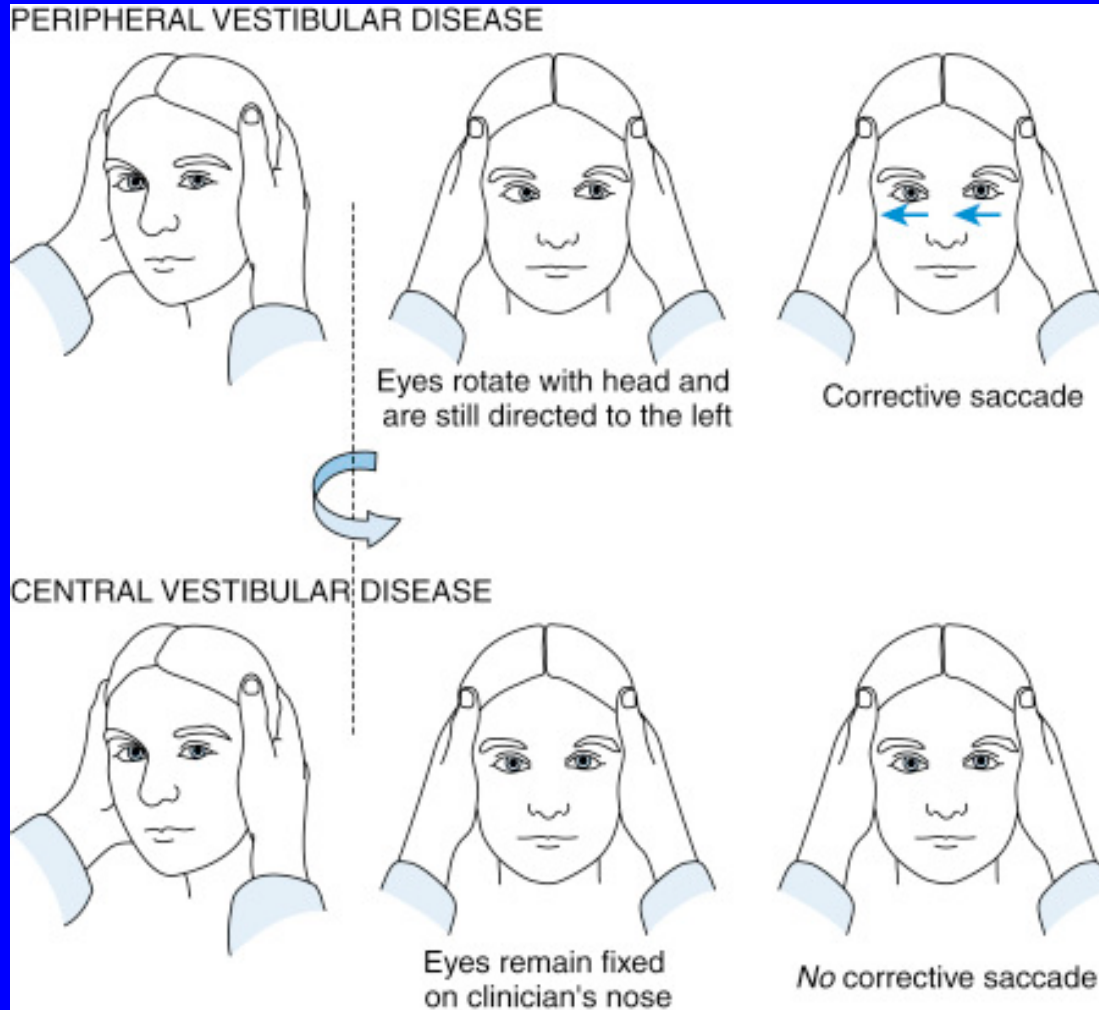 PERIPHERAL VESTIBULAR DISEASE
Eyes rotate with head and
are still directed to the left
Corrective saccade
CENTRAL VESTIBULAR DISEASE
Eyes remain fixed
on clinician's nose
No corrective saccade